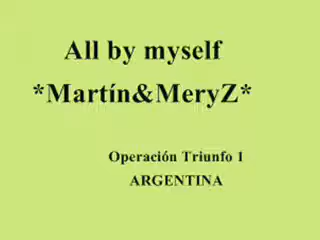 All by myself
*Martín&MeryZ*
Operación Triunfo 1
ARGENTINA